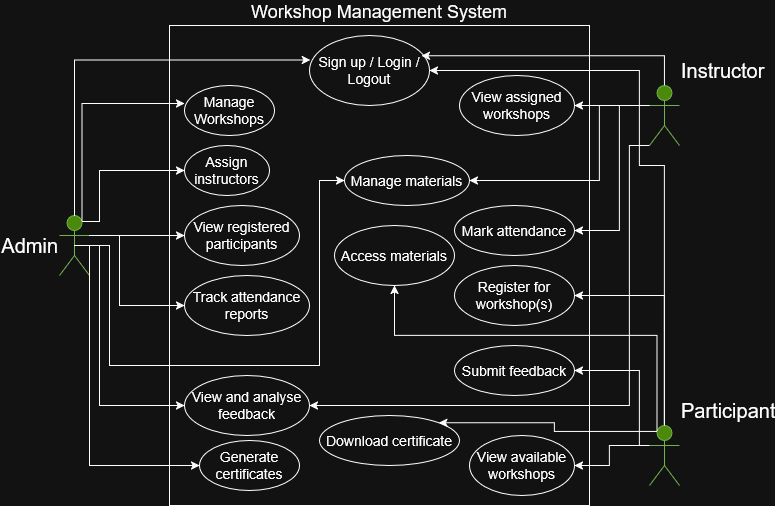 Workshop Management System
Sign up / Login /
Logout
Instructor
View assigned
workshops
Manage
Workshops
Assign
instructors
Manage materials
View registered
participants
Mark attendance
Admin
Access materials
Track attendance
reports
Register for
workshop(s)
Submit feedback
View and analyse
feedback
Participant
Download certificate
Generate
certificates
View available
workshops